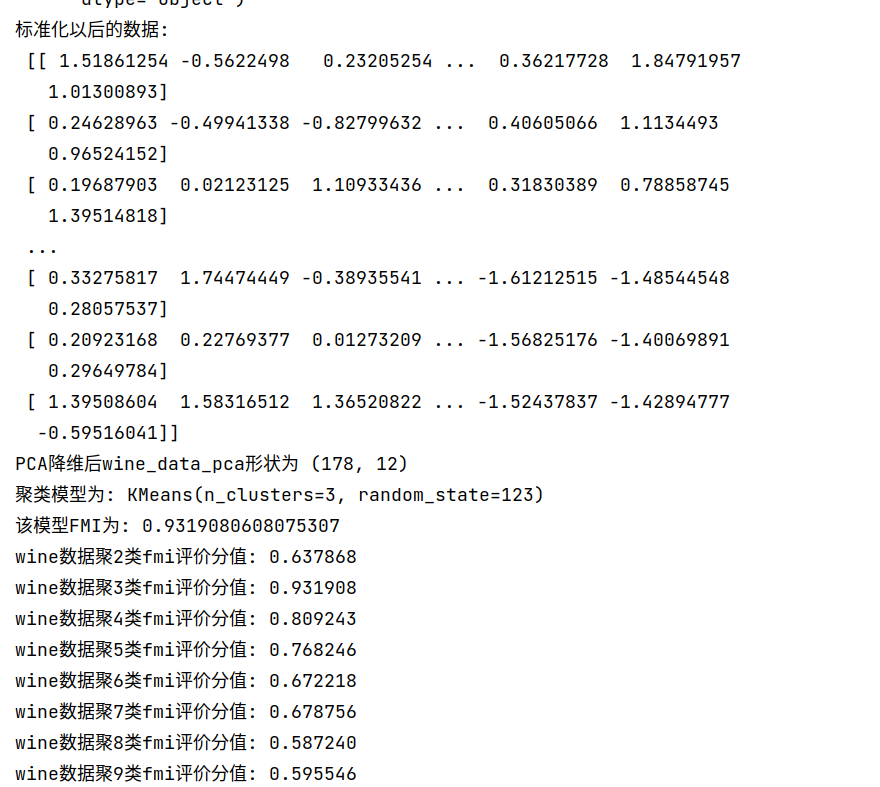 dtype='object')
标准化以后的数据:
[[ 1.51861254 -0.5622498   0.23205254 ...  0.36217728  1.84791957
1.01300893]
[ 0.24628963 -0.49941338 -0.82799632 ...  0.40605066  1.1134493
0.96524152]
[ 0.19687903  0.02123125  1.10933436 ...  0.31830389  0.78858745
1.39514818]
...
[ 0.33275817  1.74474449 -0.38935541 ... -1.61212515 -1.48544548
0.28057537]
[ 0.20923168  0.22769377  0.01273209 ... -1.56825176 -1.40069891
0.29649784]
[ 1.39508604  1.58316512  1.36520822 ... -1.52437837 -1.42894777
-0.59516041]]
PCA降维后wine_data_pca形状为 (178, 12)
聚类模型为: KMeans(n_clusters=3, random_state=123)
该模型FMI为: 0.9319080608075307
wine数据聚2类fmi评价分值: 0.637868
wine数据聚3类fmi评价分值: 0.931908
wine数据聚4类fmi评价分值: 0.809243
wine数据聚5类fmi评价分值: 0.768246
wine数据聚6类fmi评价分值: 0.672218
wine数据聚7类fmi评价分值: 0.678756
wine数据聚8类fmi评价分值: 0.587240
wine数据聚9类fmi评价分值: 0.595546